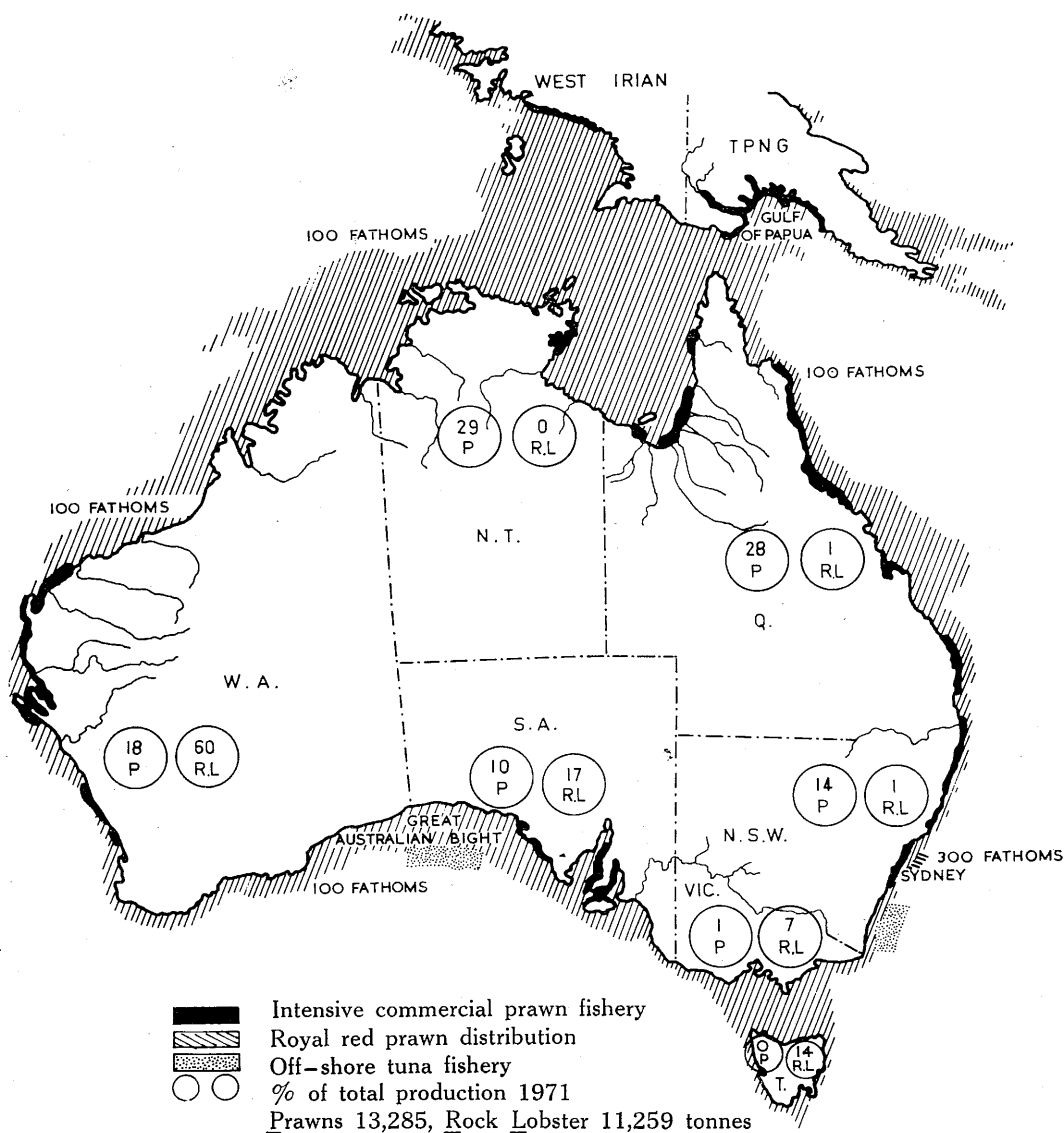 WEST IRIAN
TPNG
GULF
OF PAPUA
100 FATHOMS
100 FATHOMS
29
P
0
R.L
100 FATHOMS
N.T.
28
P
1
R.L
Q.
W.A.
S.A.
18
P
60
R.L
10
P
17
R.L
14
P
1
R.L
GREAT
AUSTRALIAN BIGHT
N.S.W.
300 FATHOMS
SYDNEY
100 FATHOMS
VIC.
1
P
7
R.L
Intensive commercial prawn fishery
Royal red prawn distribution
Off-shore tuna fishery
% of total production 1971
Prawns 13,285, Rock Lobster 11,259 tonnes
0
P
14
R.L
T.